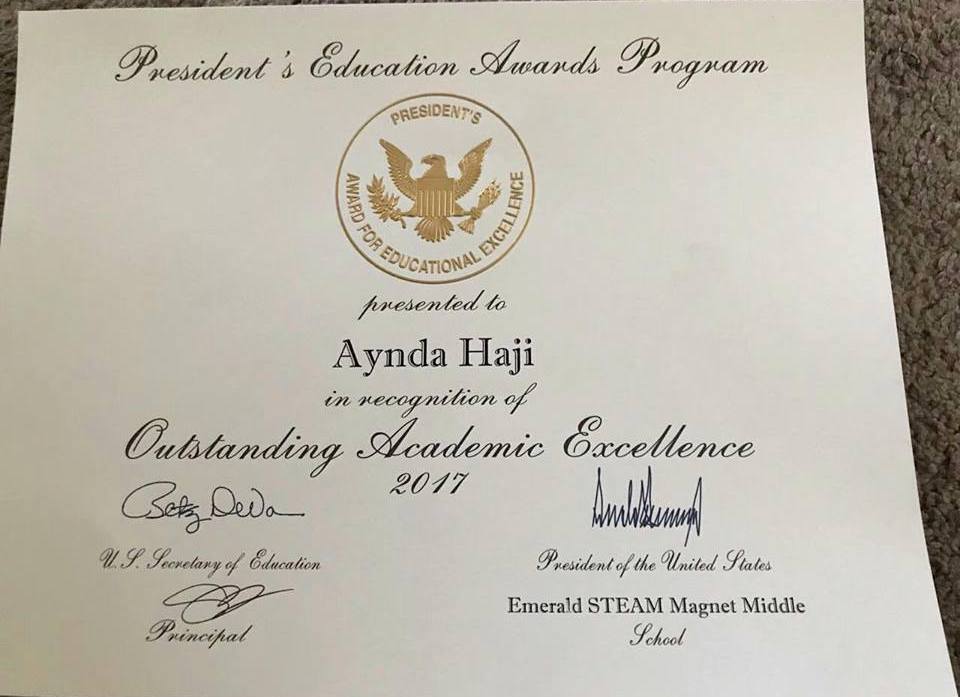 President's Education Awards Program
PRESIDENT'S
AWARD FOR EDUCATIONAL EXCELLENCE
presented to
Aynda Haji
in recognition of
Outstanding Academic Excellence
2017
U.S. Secretary of Education
President of the United States
Principal
Emerald STEAM Magnet Middle
School